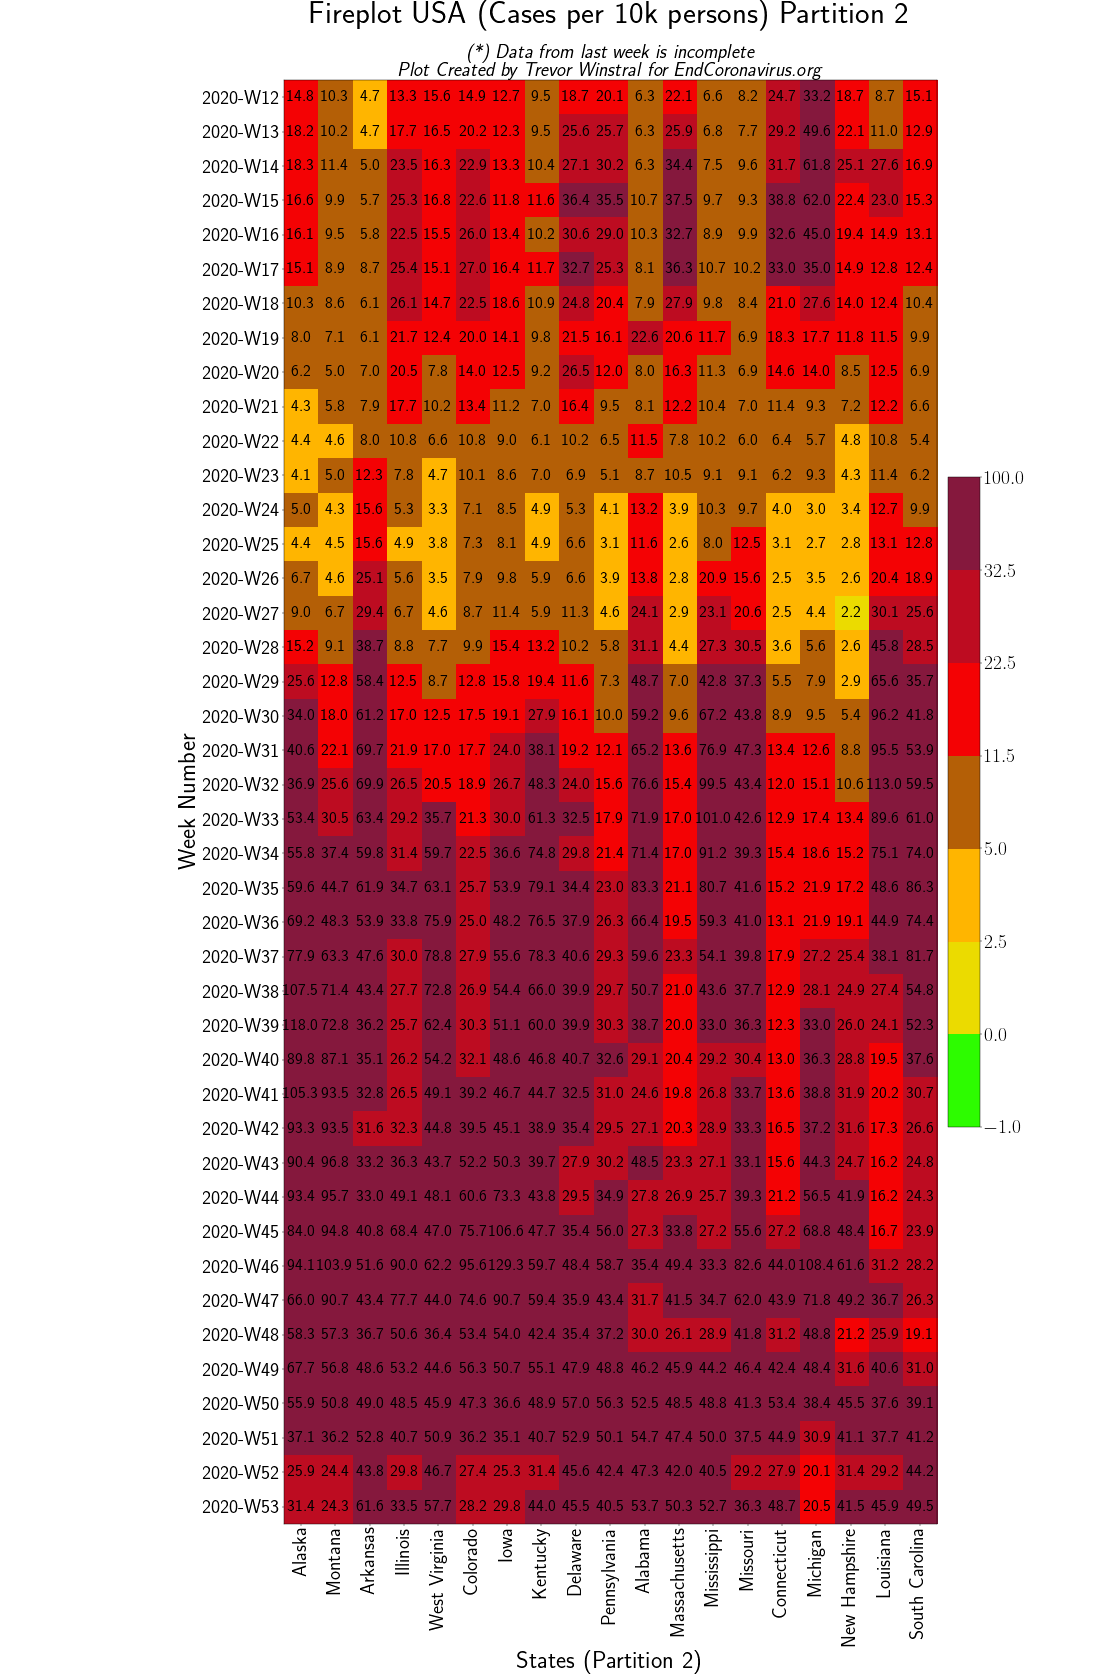 Fireplot USA (Cases per 10k persons) Partition 2
(*) Data from last week is incomplete
Plot Created by Trevor Winstral for EndCoronavirus.org
2020-W12 14.8 10.3 4.7 13.3 15.6 14.9 12.7 9.5 18.7 20.1 6.3 22.1 6.6 8.2 24.7 33.2 18.7 8.7 15.1
2020-W13 18.2 10.2 4.7 17.7 16.5 20.2 12.3 9.5 25.6 25.7 6.3 25.9 6.8 7.7 29.2 49.6 22.1 11.0 12.9
2020-W14 18.3 11.4 5.0 23.5 16.3 22.9 13.3 10.4 27.1 30.2 6.3 34.4 7.5 9.6 31.7 61.8 25.1 27.6 16.9
2020-W15 16.6 9.9 5.7 25.3 16.8 22.6 11.8 11.6 36.4 35.5 10.7 37.5 9.7 9.3 38.8 62.0 22.4 23.0 15.3
2020-W16 16.1 9.5 5.8 22.5 15.5 26.0 13.4 10.2 30.6 29.0 10.3 32.7 8.9 9.9 32.6 45.0 19.4 14.9 13.1
2020-W17 15.1 8.9 8.7 25.4 15.1 27.0 16.4 11.7 32.7 25.3 8.1 36.3 10.7 10.2 33.0 35.0 14.9 12.8 12.4
2020-W18 10.3 8.6 6.1 26.1 14.7 22.5 18.6 10.9 24.8 20.4 7.9 27.9 9.8 8.4 21.0 27.6 14.0 12.4 10.4
2020-W19 8.0 7.1 6.1 21.7 12.4 20.0 14.1 9.8 21.5 16.1 22.6 20.6 11.7 6.9 18.3 17.7 11.8 11.5 9.9
2020-W20 6.2 5.0 7.0 20.5 7.8 14.0 12.5 9.2 26.5 12.0 8.0 16.3 11.3 6.9 14.6 14.0 8.5 12.5 6.9
2020-W21 4.3 5.8 7.9 17.7 10.2 13.4 11.2 7.0 16.4 9.5 8.1 12.2 10.4 7.0 11.4 9.3 7.2 12.2 6.6
2020-W22 4.4 4.6 8.0 10.8 6.6 10.8 9.0 6.1 10.2 6.5 11.5 7.8 10.2 6.0 6.4 5.7 4.8 10.8 5.4
2020-W23 4.1 5.0 12.3 7.8 4.7 10.1 8.6 7.0 6.9 5.1 8.7 10.5 9.1 9.1 6.2 9.3 4.3 11.4 6.2
100.0
2020-W24 5.0 4.3 15.6 5.3 3.3 7.1 8.5 4.9 5.3 4.1 13.2 3.9 10.3 9.7 4.0 3.0 3.4 12.7 9.9
2020-W25 4.4 4.5 15.6 4.9 3.8 7.3 8.1 4.9 6.6 3.1 11.6 2.6 8.0 12.5 3.1 2.7 2.8 13.1 12.8
32.5
2020-W26 6.7 4.6 25.1 5.6 3.5 7.9 9.8 5.9 6.6 3.9 13.8 2.8 20.9 15.6 2.5 3.5 2.6 20.4 18.9
2020-W27 9.0 6.7 29.4 6.7 4.6 8.7 11.4 5.9 11.3 4.6 24.1 2.9 23.1 20.6 2.5 4.4 2.2 30.1 25.6
2020-W28 15.2 9.1 38.7 8.8 7.7 9.9 15.4 13.2 10.2 5.8 31.1 4.4 27.3 30.5 3.6 5.6 2.6 45.8 28.5
22.5
2020-W29 25.6 12.8 58.4 12.5 8.7 12.8 15.8 19.4 11.6 7.3 48.7 7.0 42.8 37.3 5.5 7.9 2.9 65.6 35.7
2020-W30 34.0 18.0 61.2 17.0 12.5 17.5 19.1 27.9 16.1 10.0 59.2 9.6 67.2 43.8 8.9 9.5 5.4 96.2 41.8
2020-W31 40.6 22.1 69.7 21.9 17.0 17.7 24.0 38.1 19.2 12.1 65.2 13.6 76.9 47.3 13.4 12.6 8.8 95.5 53.9
11.5
2020-W32 36.9 25.6 69.9 26.5 20.5 18.9 26.7 48.3 24.0 15.6 76.6 15.4 99.5 43.4 12.0 15.1 10.6 113.0 59.5
Week Number
2020-W33 53.4 30.5 63.4 29.2 35.7 21.3 30.0 61.3 32.5 17.9 71.9 17.0 101.0 42.6 12.9 17.4 13.4 89.6 61.0
5.0
2020-W34 55.8 37.4 59.8 31.4 59.7 22.5 36.6 74.8 29.8 21.4 71.4 17.0 91.2 39.3 15.4 18.6 15.2 75.1 74.0
2020-W35 59.6 44.7 61.9 34.7 63.1 25.7 53.9 79.1 34.4 23.0 83.3 21.1 80.7 41.6 15.2 21.9 17.2 48.6 86.3
2020-W36 69.2 48.3 53.9 33.8 75.9 25.0 48.2 76.5 37.9 26.3 66.4 19.5 59.3 41.0 13.1 21.9 19.1 44.9 74.4
2.5
2020-W37 77.9 63.3 47.6 30.0 78.8 27.9 55.6 78.3 40.6 29.3 59.6 23.3 54.1 39.8 17.9 27.2 25.4 38.1 81.7
2020-W38 107.5 71.4 43.4 27.7 72.8 26.9 54.4 66.0 39.9 29.7 50.7 21.0 43.6 37.7 12.9 28.1 24.9 27.4 54.8
2020-W39 118.0 72.8 36.2 25.7 62.4 30.3 51.1 60.0 39.9 30.3 38.7 20.0 33.0 36.3 12.3 33.0 26.0 24.1 52.3
0.0
2020-W40 89.8 87.1 35.1 26.2 54.2 32.1 48.6 46.8 40.7 32.6 29.1 20.4 29.2 30.4 13.0 36.3 28.8 19.5 37.6
2020-W41 105.3 93.5 32.8 26.5 49.1 39.2 46.7 44.7 32.5 31.0 24.6 19.8 26.8 33.7 13.6 38.8 31.9 20.2 30.7
2020-W42 93.3 93.5 31.6 32.3 44.8 39.5 45.1 38.9 35.4 29.5 27.1 20.3 28.9 33.3 16.5 37.2 31.6 17.3 26.6
−1.0
2020-W43 90.4 96.8 33.2 36.3 43.7 52.2 50.3 39.7 27.9 30.2 48.5 23.3 27.1 33.1 15.6 44.3 24.7 16.2 24.8
2020-W44 93.4 95.7 33.0 49.1 48.1 60.6 73.3 43.8 29.5 34.9 27.8 26.9 25.7 39.3 21.2 56.5 41.9 16.2 24.3
2020-W45 84.0 94.8 40.8 68.4 47.0 75.7 106.6 47.7 35.4 56.0 27.3 33.8 27.2 55.6 27.2 68.8 48.4 16.7 23.9
2020-W46 94.1 103.9 51.6 90.0 62.2 95.6 129.3 59.7 48.4 58.7 35.4 49.4 33.3 82.6 44.0 108.4 61.6 31.2 28.2
2020-W47 66.0 90.7 43.4 77.7 44.0 74.6 90.7 59.4 35.9 43.4 31.7 41.5 34.7 62.0 43.9 71.8 49.2 36.7 26.3
2020-W48 58.3 57.3 36.7 50.6 36.4 53.4 54.0 42.4 35.4 37.2 30.0 26.1 28.9 41.8 31.2 48.8 21.2 25.9 19.1
2020-W49 67.7 56.8 48.6 53.2 44.6 56.3 50.7 55.1 47.9 48.8 46.2 45.9 44.2 46.4 42.4 48.4 31.6 40.6 31.0
2020-W50 55.9 50.8 49.0 48.5 45.9 47.3 36.6 48.9 57.0 56.3 52.5 48.5 48.8 41.3 53.4 38.4 45.5 37.6 39.1
2020-W51 37.1 36.2 52.8 40.7 50.9 36.2 35.1 40.7 52.9 50.1 54.7 47.4 50.0 37.5 44.9 30.9 41.1 37.7 41.2
2020-W52 25.9 24.4 43.8 29.8 46.7 27.4 25.3 31.4 45.6 42.4 47.3 42.0 40.5 29.2 27.9 20.1 31.4 29.2 44.2
2020-W53 31.4 24.3 61.6 33.5 57.7 28.2 29.8 44.0 45.5 40.5 53.7 50.3 52.7 36.3 48.7 20.5 41.5 45.9 49.5
Alaska
Montana
Arkansas
Illinois
West Virginia
Colorado
Iowa
Kentucky
Delaware
Pennsylvania
Alabama
Massachusetts
Mississippi
Missouri
Connecticut
Michigan
New Hampshire
Louisiana
South Carolina
States (Partition 2)